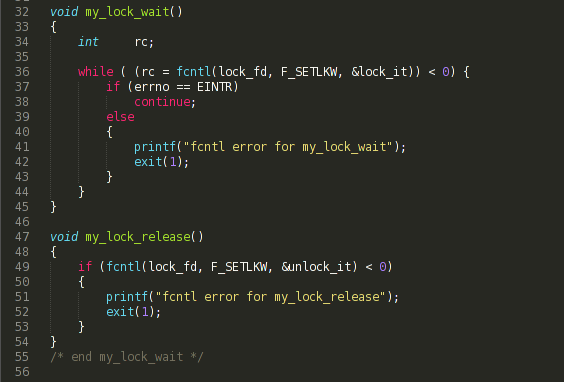 32 void my_lock_wait()
33 {
34     int     rc;
35
36     while ( (rc = fcntl(lock_fd, F_SETLKW, &lock_it)) < 0) {
37         if (errno == EINTR)
38             continue;
39         else
40         {
41             printf("fcntl error for my_lock_wait");
42             exit(1);
43         }
44     }
45 }
46
47 void my_lock_release()
48 {
49     if (fcntl(lock_fd, F_SETLKW, &unlock_it) < 0)
50     {
51         printf("fcntl error for my_lock_release");
52         exit(1);
53     }
54 }
55 /* end my_lock_wait */
56